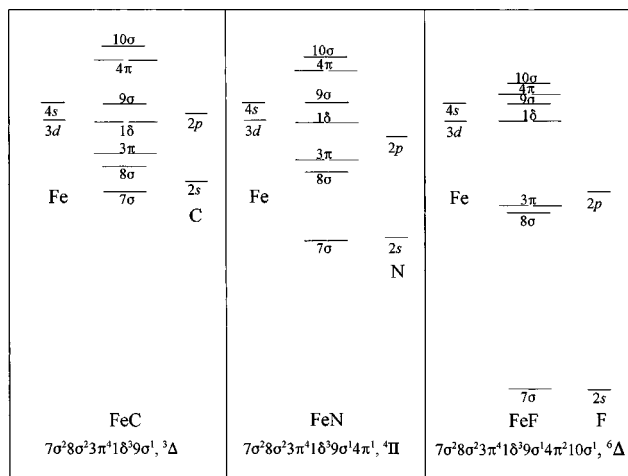 10σ
4π
9σ
4s
3d
1δ
2p
3π
8σ
Fe
7σ
2s
C
FeC
7σ²8σ²3π⁴1δ³9σ¹, ³Δ
10σ
4π
9σ
4s
3d
1δ
2p
3π
8σ
Fe
7σ
2s
N
FeN
7σ²8σ²3π⁴1δ³9σ¹4π¹, ⁴Π
10σ
4π
9σ
4s
3d
1δ
Fe
3π
2p
8σ
7σ
2s
FeF F
7σ²8σ²3π⁴1δ³9σ¹4π²10σ¹, ⁶Δ